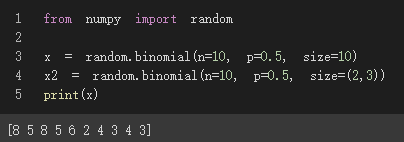 1 from numpy import random
2
3 x = random.binomial(n=10, p=0.5, size=10)
4 x2 = random.binomial(n=10, p=0.5, size=(2,3))
5 print(x)
[8 5 8 5 6 2 4 3 4 3]